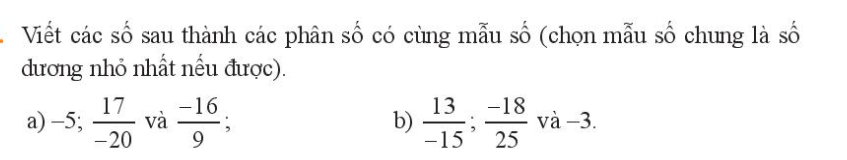 Viết các số sau thành các phân số có cùng mẫu số (chọn mẫu số chung là số
dương nhỏ nhất nếu được).
a) –5; 17/–20 và –16/9; b) 13/–15; –18/25 và –3.